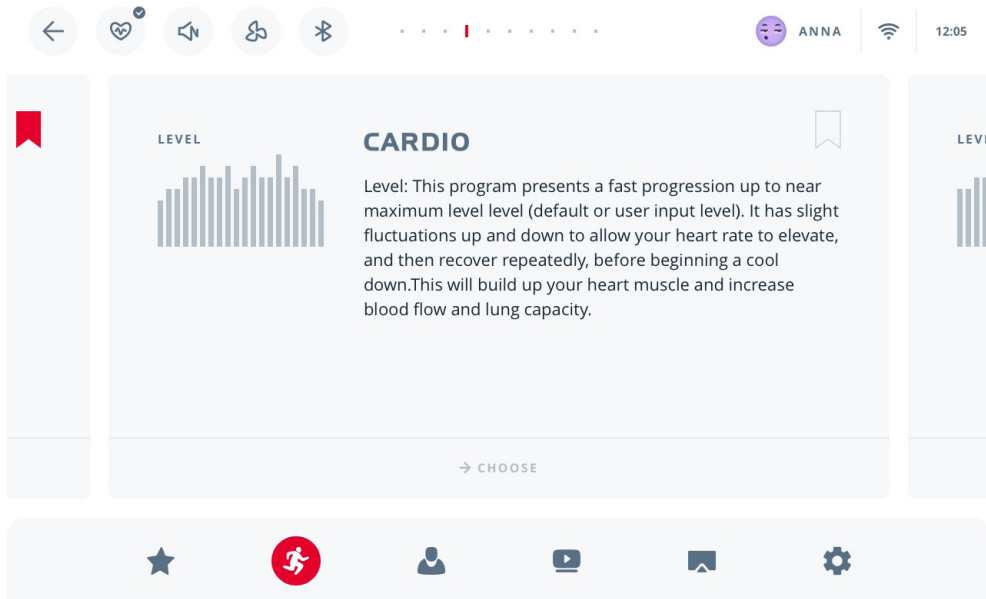 ANNA
12:05
LEVEL
CARDIO
Level: This program presents a fast progression up to near
maximum level level (default or user input level). It has slight
fluctuations up and down to allow your heart rate to elevate,
and then recover repeatedly, before beginning a cool
down.This will build up your heart muscle and increase
blood flow and lung capacity.
CHOOSE